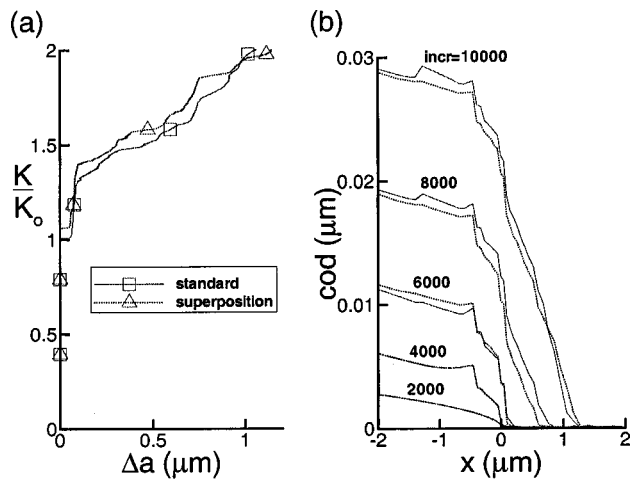 (a)
2
1.5
K
K₀
1
0.5
0
0
0.5
1
Δa (μm)
standard
superposition
(b)
0.03
0.02
0.01
0
cod (μm)
incr=10000
8000
6000
4000
2000
-2
-1
0
1
2
x (μm)